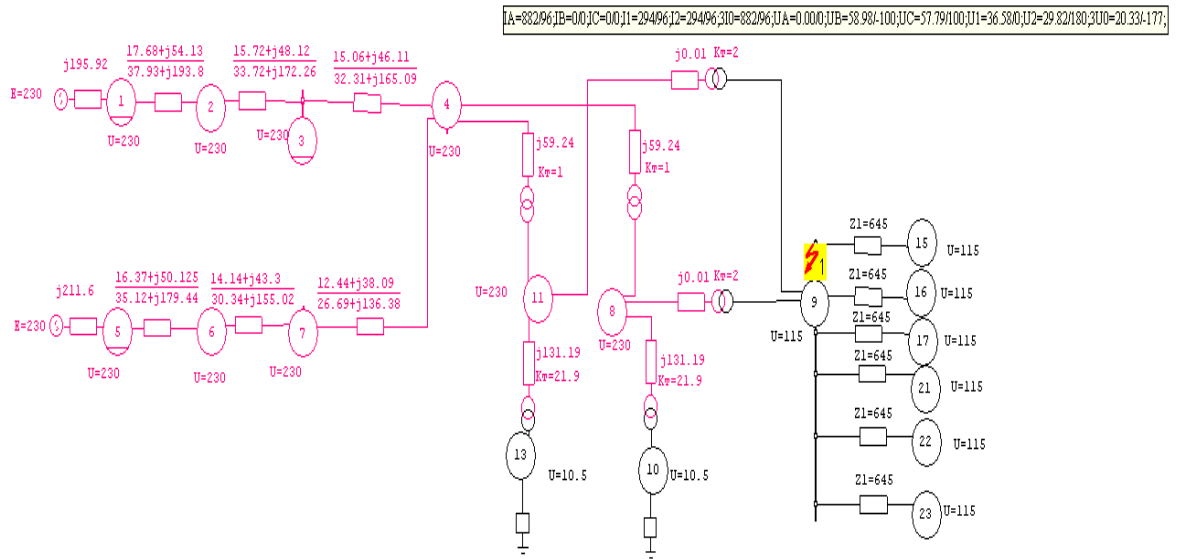 IA=882/96;IB=0/0;IC=0/0;I1=294/96;I2=294/96;3I0=882/96;UA=0.00/0;UB=58.98/-100;UC=57.79/100;U1=36.58/0;U2=29.82/180;3U0=20.33/-177;
j0.01 Kт=2
17.68+j54.13
37.93+j193.8
15.72+j48.12
33.72+j172.26
15.06+j46.11
32.31+j165.09
j195.92
E=230
1
2
3
4
U=230
U=230
U=230
U=230
j59.24
Kт=1
j59.24
Kт=1
16.37+j50.125
35.12+j179.44
14.14+j43.3
30.34+j155.02
12.44+j38.09
26.69+j136.38
j211.6
E=230
5
6
7
U=230
U=230
U=230
U=230
11
8
U=230
j0.01 Kт=2
1
9
U=115
j131.19
Kт=21.9
j131.19
Kт=21.9
13
U=10.5
10
U=10.5
Z1=645
15
U=115
Z1=645
16
U=115
Z1=645
17
U=115
Z1=645
21
U=115
Z1=645
22
U=115
Z1=645
23
U=115